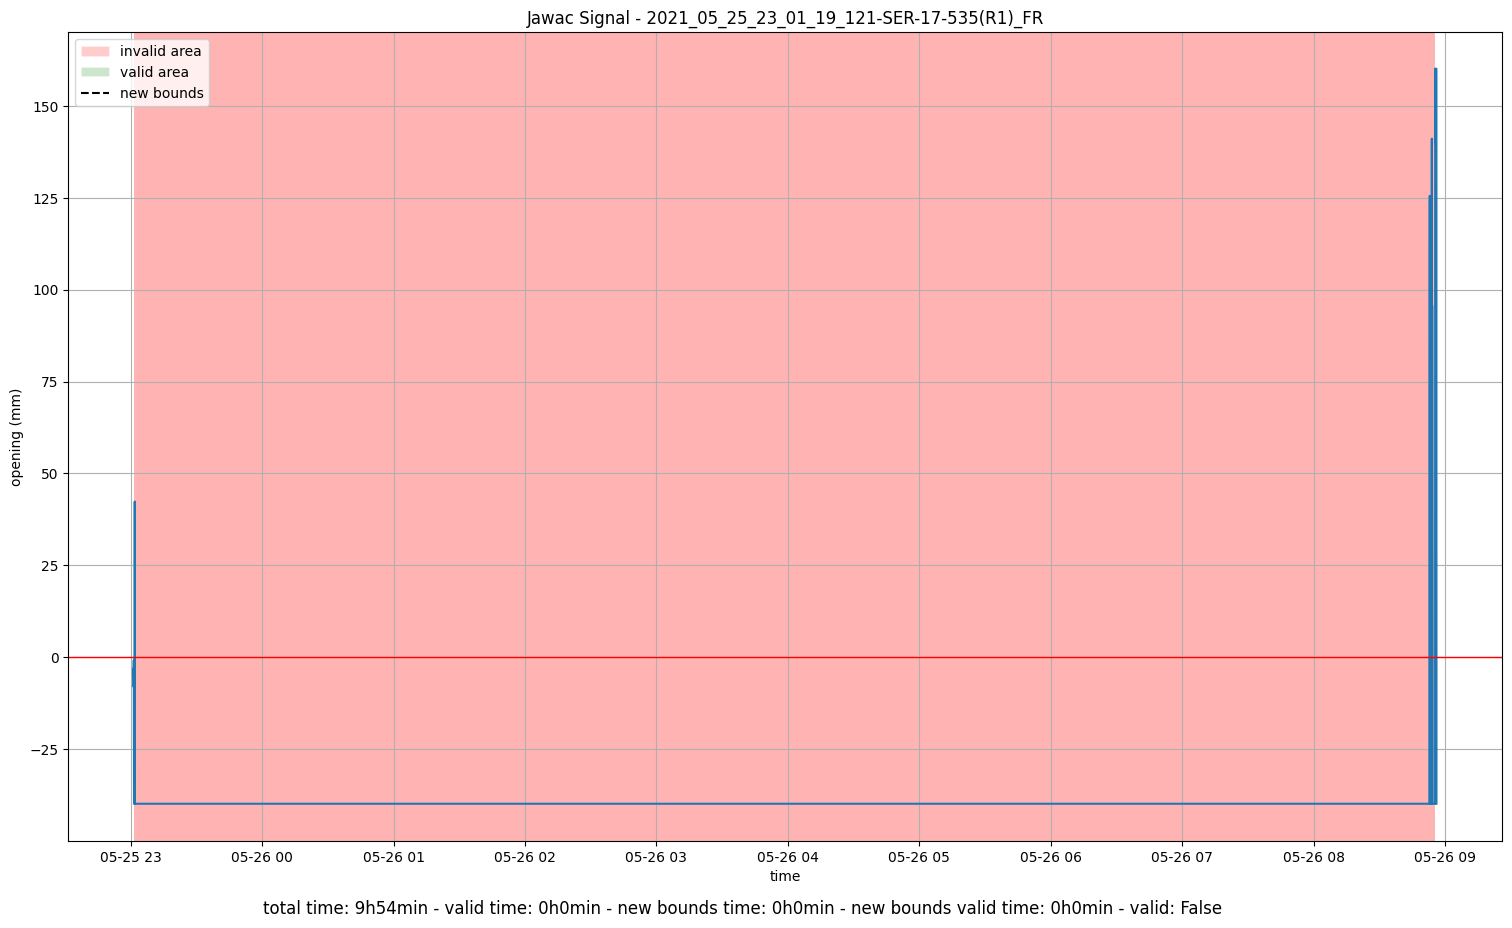 Jawac Signal - 2021_05_25_23_01_19_121-SER-17-535(R1)_FR
invalid area
valid area
new bounds
150
125
100
75
50
25
0
−25
opening (mm)
05-25 23 05-26 00 05-26 01 05-26 02 05-26 03 05-26 04 05-26 05 05-26 06 05-26 07 05-26 08 05-26 09
time
total time: 9h54min - valid time: 0h0min - new bounds time: 0h0min - new bounds valid time: 0h0min - valid: False